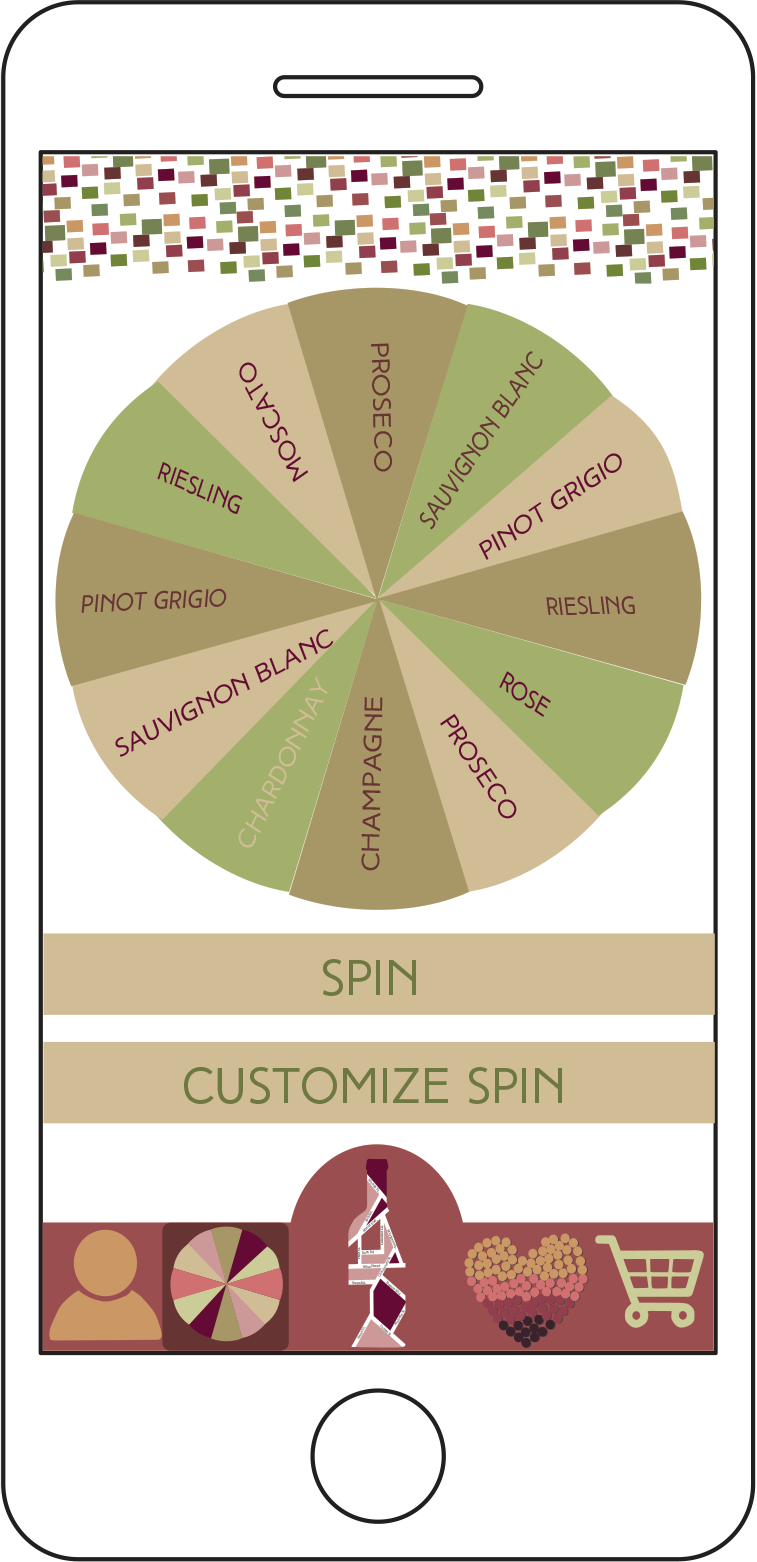 PROSECO
SAUVIGNON BLANC
PINOT GRIGIO
RIESLING
ROSE
PROSECO
CHAMPAGNE
CHARDONNAY
SAUVIGNON BLANC
PINOT GRIGIO
RIESLING
MOSCATO
SPIN
CUSTOMIZE SPIN